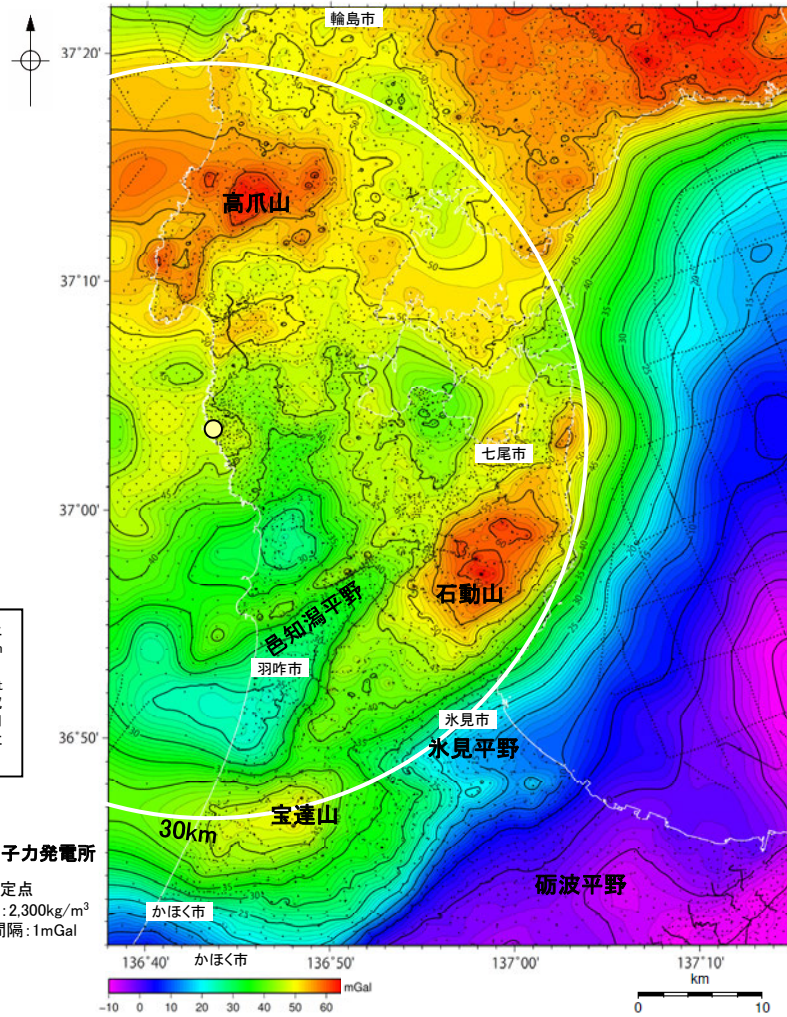 輪島市
37°20'
高爪山
37°10'
七尾市
37°00'
石動山
邑知潟平野
羽咋市
氷見市
36°50'
氷見平野
宝達山
30km
子力発電所
定点
砺波平野
:2,300kg/m³
間隔:1mGal
かほく市
かほく市
136°40'
136°50'
137°00'
137°10'
mGal
-10 0 10 20 30 40 50 60
km
0 10